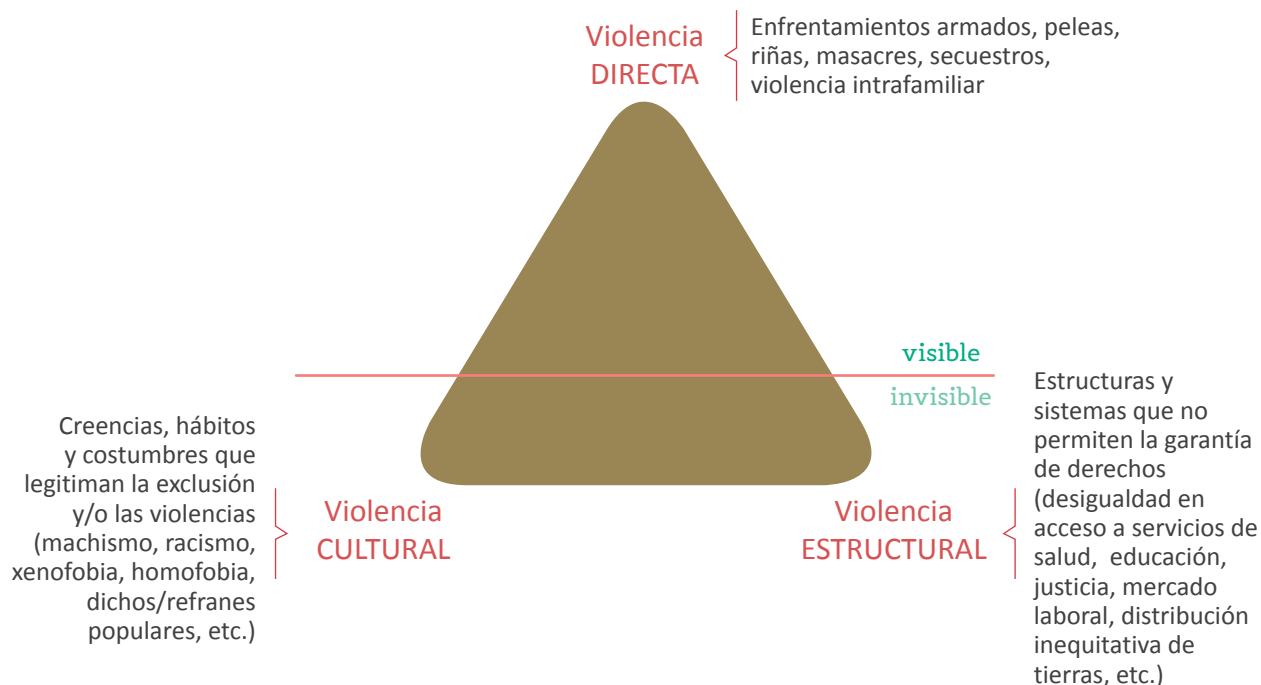 Violencia
DIRECTA
Enfrentamientos armados, peleas,
riñas, masacres, secuestros,
violencia intrafamiliar
visible
invisible
Creencias, hábitos
y costumbres que
legitiman la exclusión
y/o las violencias
(machismo, racismo,
xenofobia, homofobia,
dichos/refranes
populares, etc.)
Violencia
CULTURAL
Violencia
ESTRUCTURAL
Estructuras y
sistemas que no
permiten la garantía
de derechos
(desigualdad en
acceso a servicios de
salud, educación,
justicia, mercado
laboral, distribución
inequitativa de
tierras, etc.)